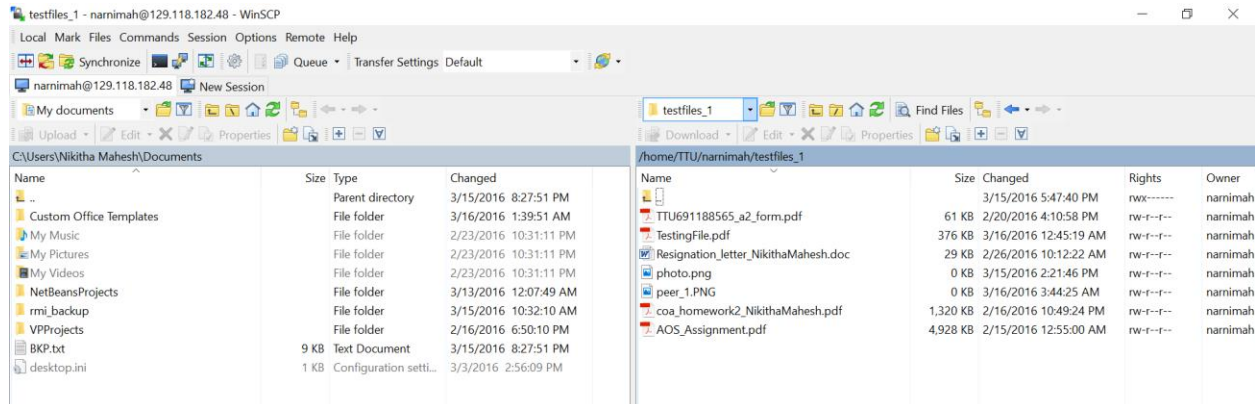 testfiles_1 - narnimah@129.118.182.48 - WinSCP
Local Mark Files Commands Session Options Remote Help
Synchronize Queue Transfer Settings Default
narnimah@129.118.182.48 New Session
My documents
Upload Edit Properties
C:\Users\Nikitha Mahesh\Documents
Name Size Type Changed
.. Parent directory 3/15/2016 8:27:51 PM
Custom Office Templates File folder 3/16/2016 1:39:51 AM
My Music File folder 2/23/2016 10:31:11 PM
My Pictures File folder 2/23/2016 10:31:11 PM
My Videos File folder 2/23/2016 10:31:11 PM
NetBeansProjects File folder 3/13/2016 12:07:49 AM
rmi_backup File folder 3/15/2016 10:32:10 AM
VPProjects File folder 2/16/2016 6:50:10 PM
BKP.txt 9 KB Text Document 3/15/2016 8:27:51 PM
desktop.ini 1 KB Configuration setti... 3/3/2016 2:56:09 PM
testfiles_1 Find Files
Download Edit Properties
/home/TTU/narnimah/testfiles_1
Name Size Changed Rights Owner
.. 3/15/2016 5:47:40 PM rwx------ narnimah
TTU691188565_a2_form.pdf 61 KB 2/20/2016 4:10:58 PM rw-r--r-- narnimah
TestingFile.pdf 376 KB 3/16/2016 12:45:19 AM rw-r--r-- narnimah
Resignation_letter_NikithaMahesh.doc 29 KB 2/26/2016 10:12:22 AM rw-r--r-- narnimah
photo.png 0 KB 3/15/2016 2:21:46 PM rw-r--r-- narnimah
peer_1.PNG 0 KB 3/16/2016 3:44:25 AM rw-r--r-- narnimah
coa_homework2_NikithaMahesh.pdf 1,320 KB 2/16/2016 10:49:24 PM rw-r--r-- narnimah
AOS_Assignment.pdf 4,928 KB 2/15/2016 12:55:00 AM rw-r--r-- narnimah